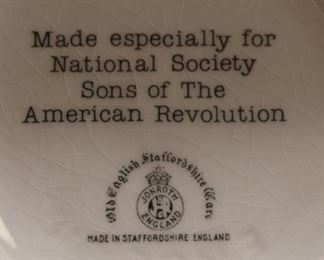 Made especially for
National Society
Sons of The
American Revolution
Old English Staffordshire Ware
JONROTH
ENGLAND
MADE IN STAFFORDSHIRE ENGLAND